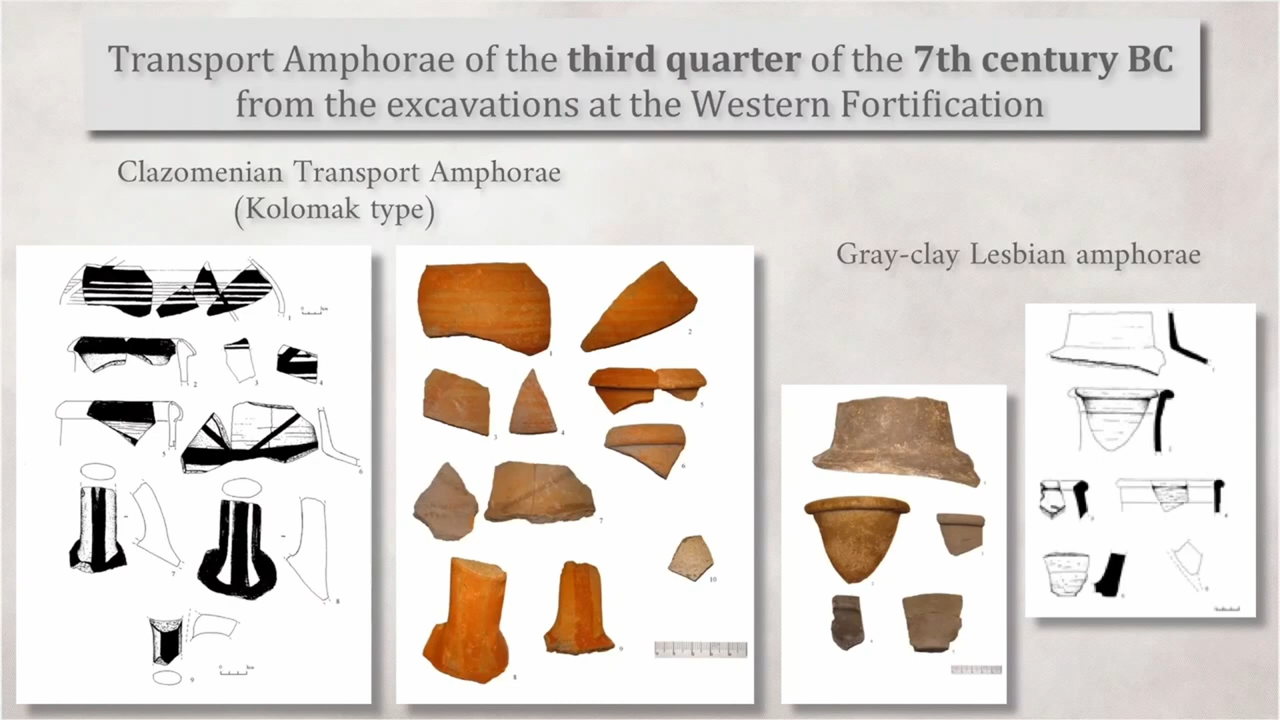 Transport Amphorae of the third quarter of the 7th century BC
from the excavations at the Western Fortification
Clazomenian Transport Amphorae
(Kolomak type)
Gray-clay Lesbian amphorae